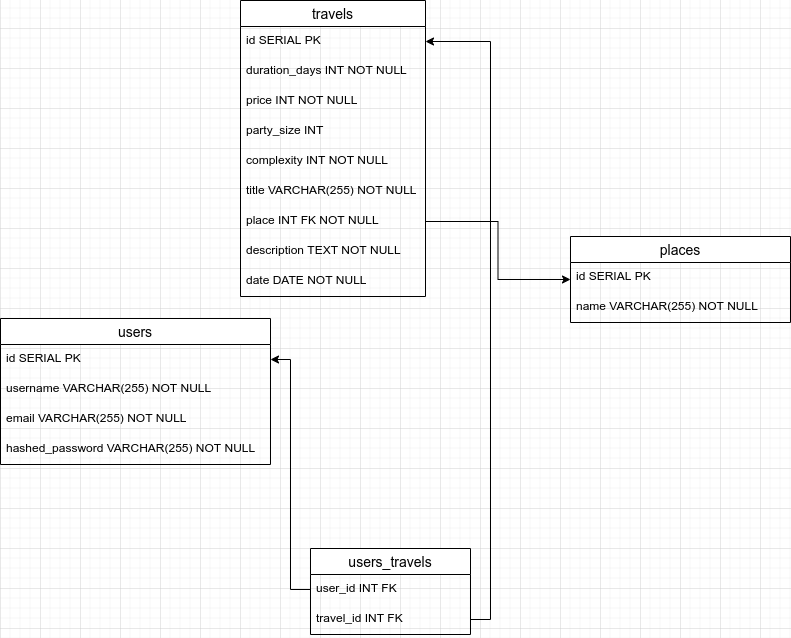 travels
id SERIAL PK
duration_days INT NOT NULL
price INT NOT NULL
party_size INT
complexity INT NOT NULL
title VARCHAR(255) NOT NULL
place INT FK NOT NULL
description TEXT NOT NULL
date DATE NOT NULL
places
id SERIAL PK
name VARCHAR(255) NOT NULL
users
id SERIAL PK
username VARCHAR(255) NOT NULL
email VARCHAR(255) NOT NULL
hashed_password VARCHAR(255) NOT NULL
users_travels
user_id INT FK
travel_id INT FK